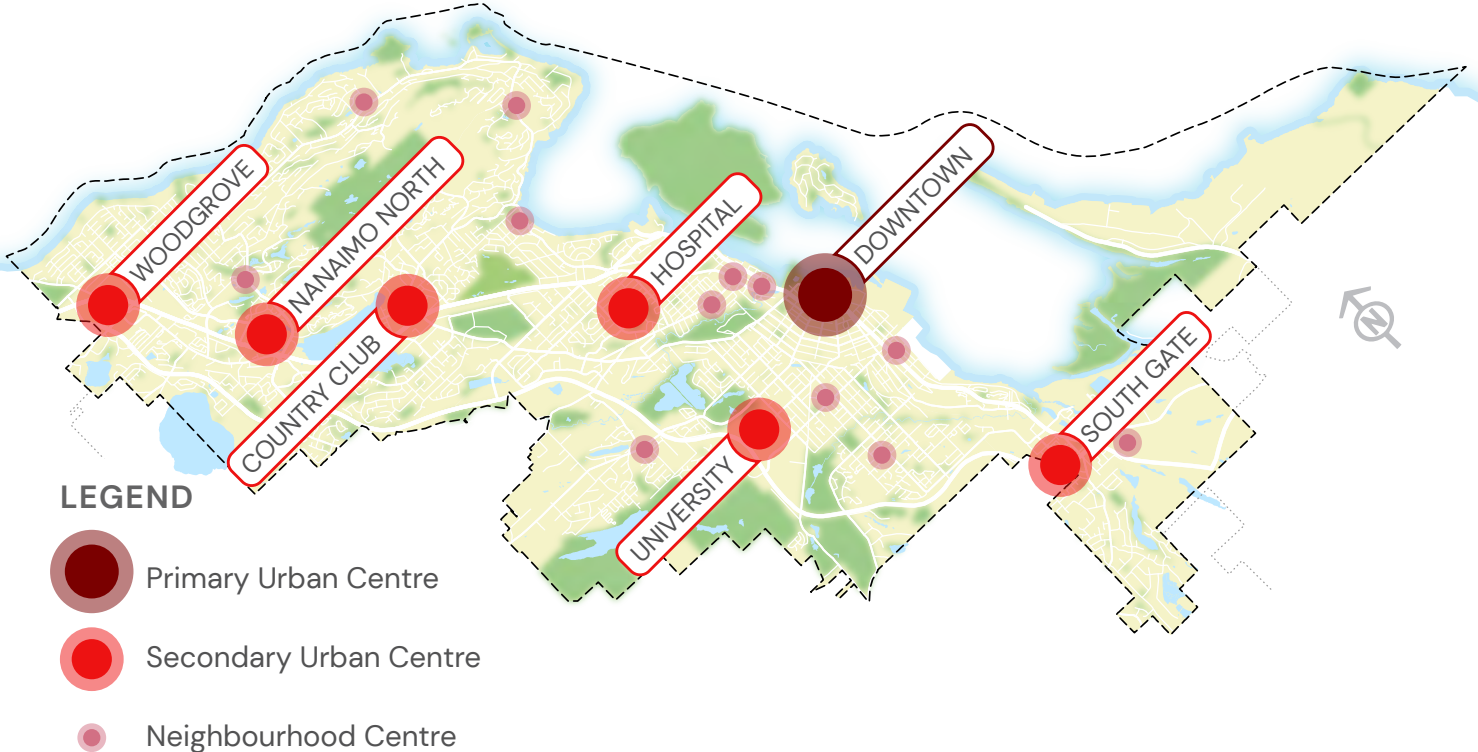 WOODGROVE
NANAIMO NORTH
COUNTRY CLUB
HOSPITAL
DOWNTOWN
UNIVERSITY
SOUTH GATE
N
LEGEND
Primary Urban Centre
Secondary Urban Centre
Neighbourhood Centre